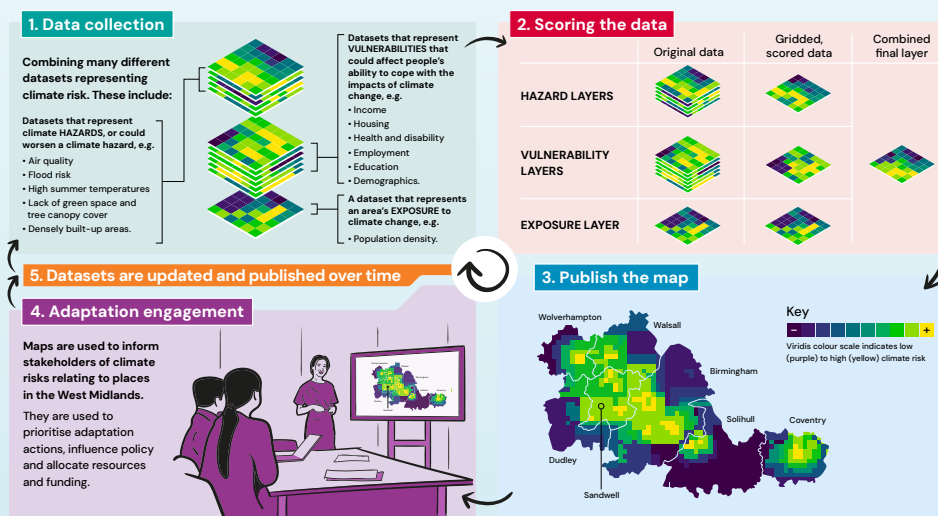 1. Data collection
Combining many different
datasets representing
climate risk. These include:
Datasets that represent
climate HAZARDS, or could
worsen a climate hazard, e.g.
• Air quality
• Flood risk
• High summer temperatures
• Lack of green space and
tree canopy cover
• Densely built-up areas.
Datasets that represent
VULNERABILITIES that
could affect people's
ability to cope with the
impacts of climate
change, e.g.
• Income
• Housing
• Health and disability
• Employment
• Education
• Demographics.
A dataset that represents
an area's EXPOSURE to
climate change, e.g.
• Population density.
2. Scoring the data
Original data
Gridded,
scored data
Combined
final layer
HAZARD LAYERS
VULNERABILITY
LAYERS
EXPOSURE LAYER
3. Publish the map
Wolverhampton
Walsall
Birmingham
Solihull
Coventry
Dudley
Sandwell
Key
− +
Viridis colour scale indicates low
(purple) to high (yellow) climate risk
4. Adaptation engagement
Maps are used to inform
stakeholders of climate
risks relating to places
in the West Midlands.
They are used to
prioritise adaptation
actions, influence policy
and allocate resources
and funding.
5. Datasets are updated and published over time